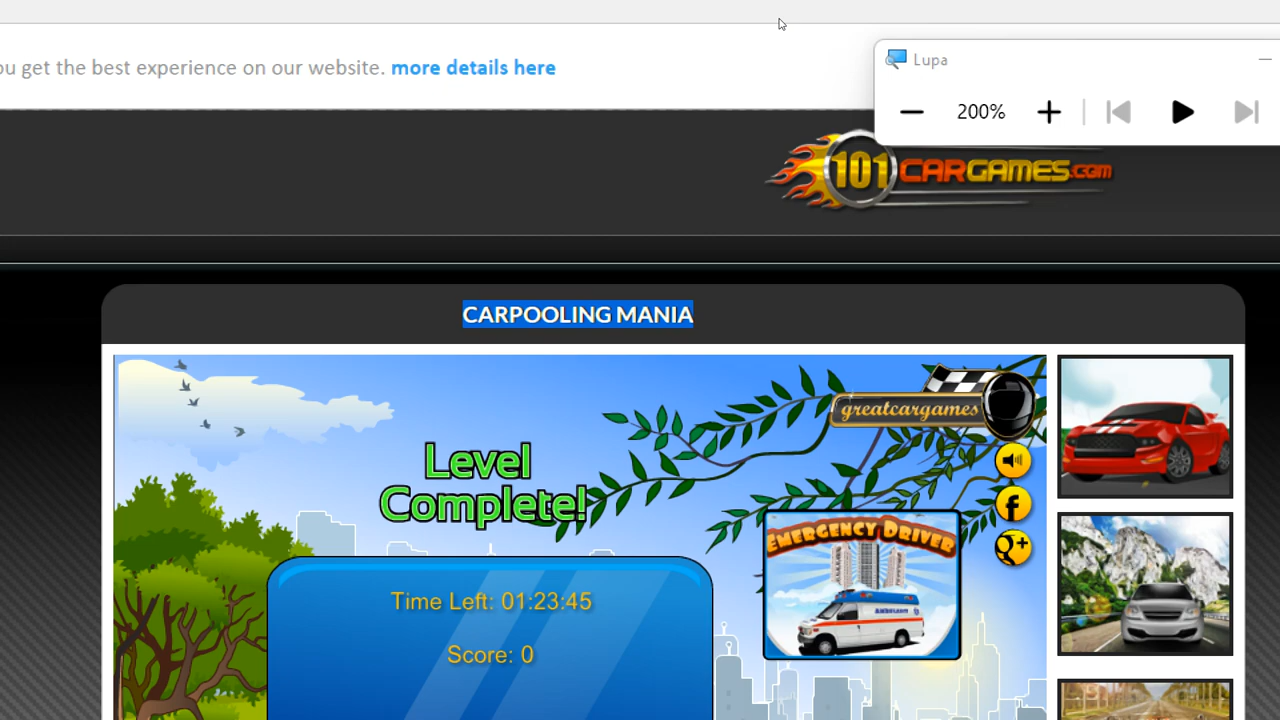 ou get the best experience on our website. more details here
Lupa
200%
101CARGAMES.COM
CARPOOLING MANIA
greatcargames
Level
Complete!
EMERGENCY DRIVER
AMBULANCE
Time Left: 01:23:45
Score: 0